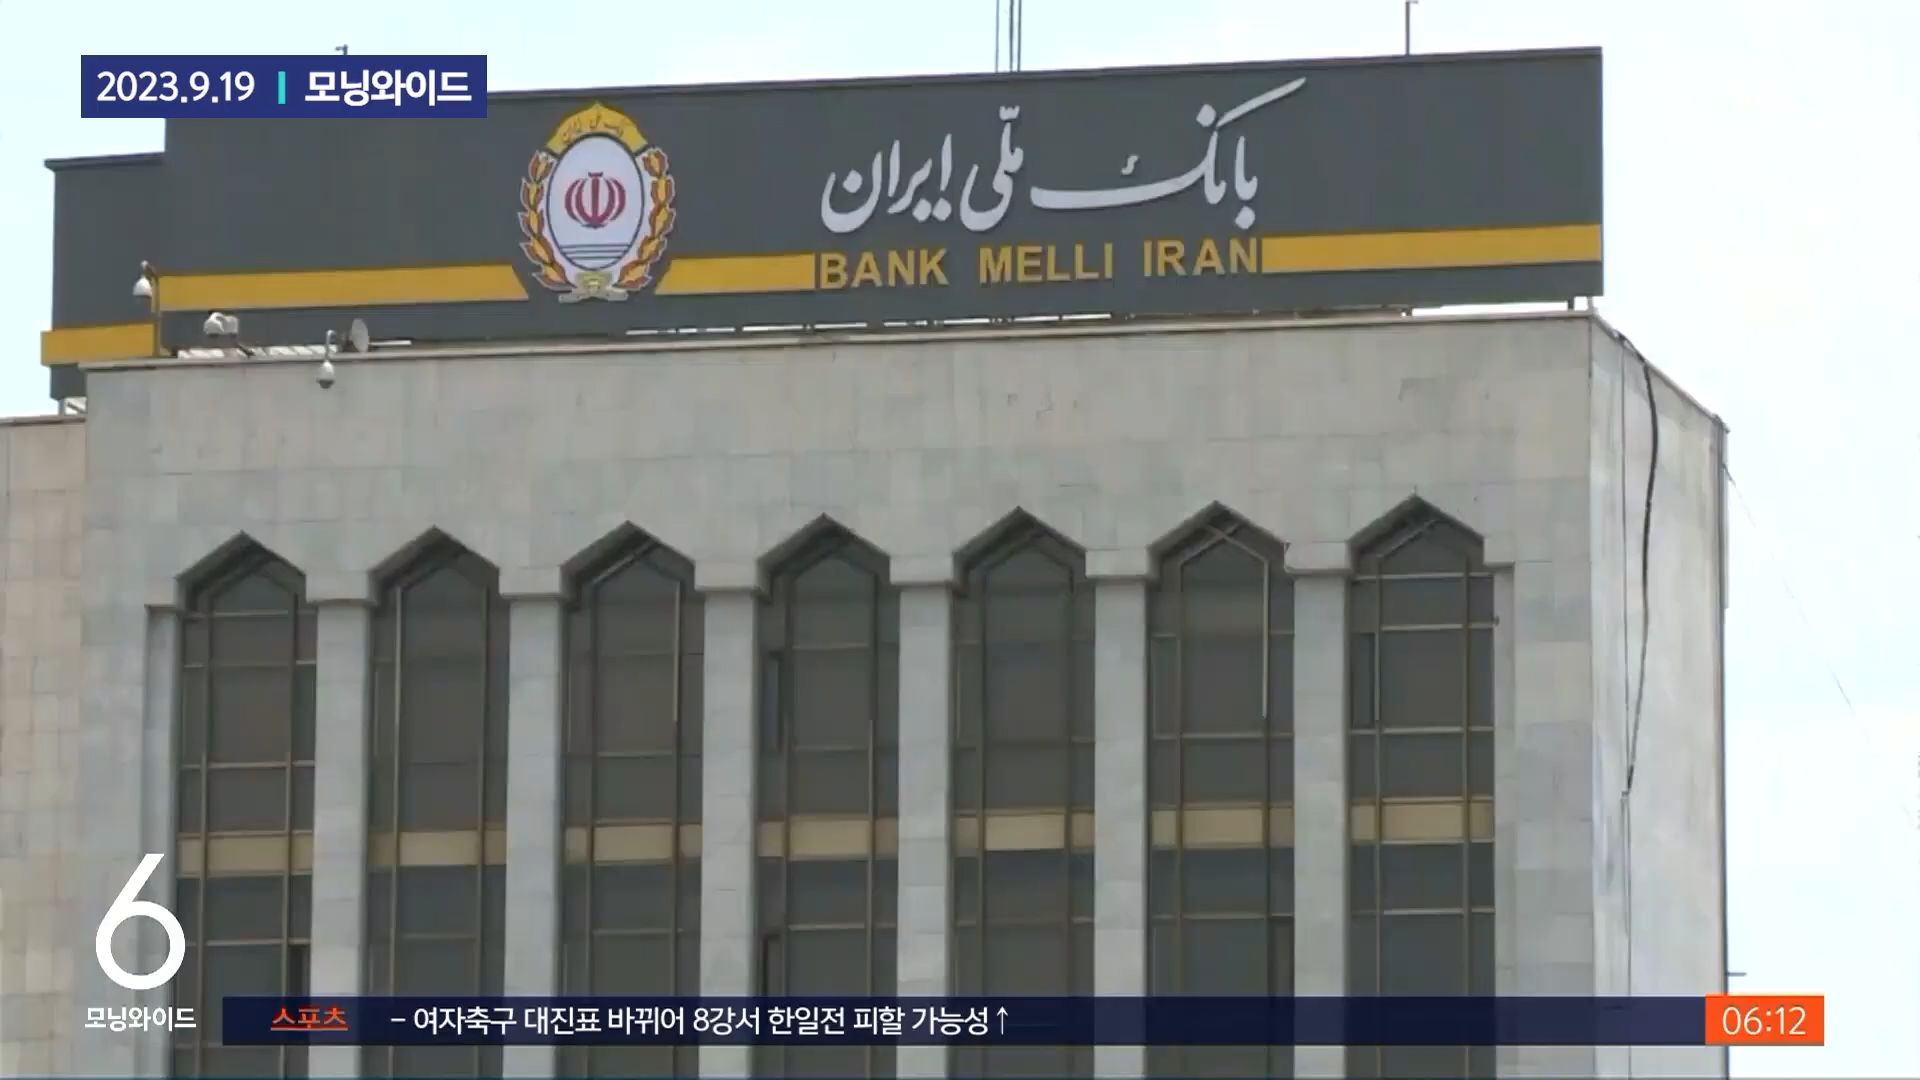 2023.9.19 | 모닝와이드
بانک ملّی ایران
BANK MELLI IRAN
6
모닝와이드
스포츠 - 여자축구 대진표 바뀌어 8강서 한일전 피할 가능성↑
06:12